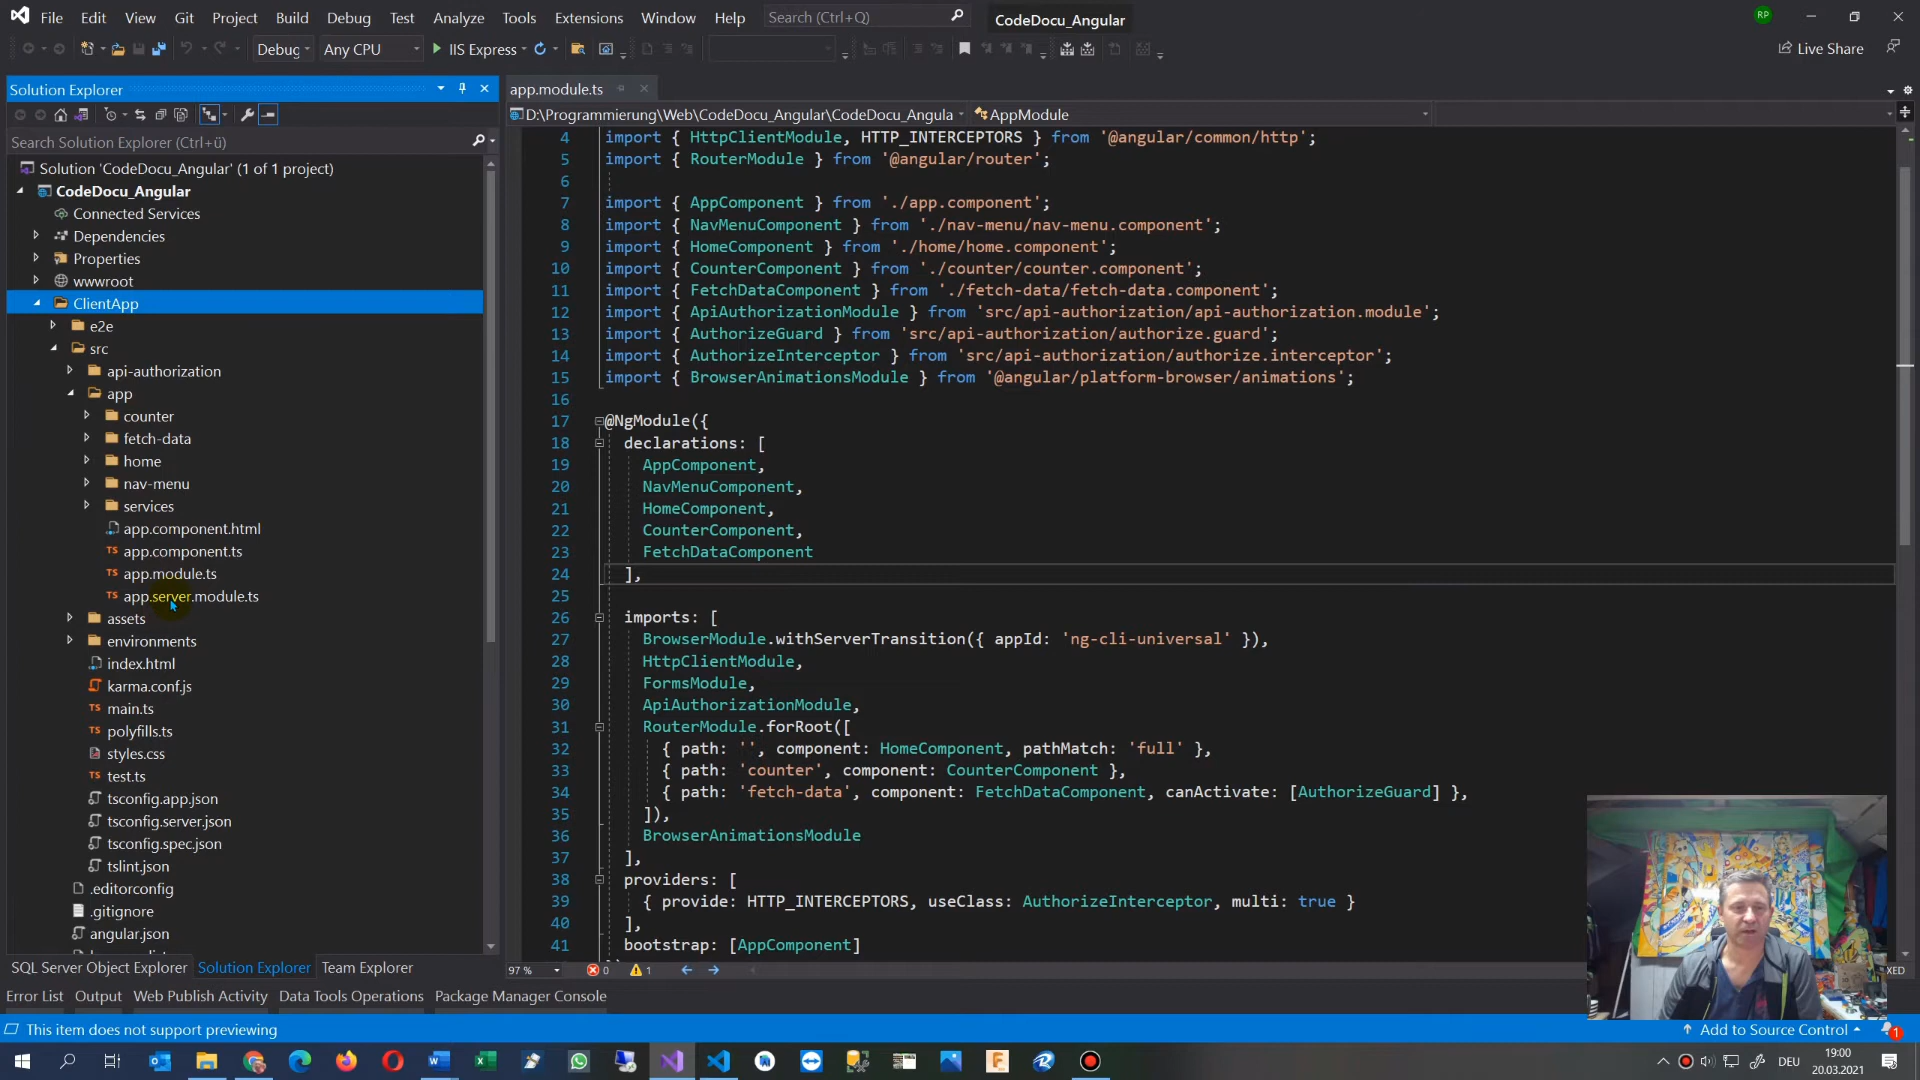 File Edit View Git Project Build Debug Test Analyze Tools Extensions Window Help Search (Ctrl+Q) CodeDocu_Angular RP
Debug Any CPU IIS Express Live Share
Solution Explorer
Search Solution Explorer (Ctrl+ü)
Solution 'CodeDocu_Angular' (1 of 1 project)
CodeDocu_Angular
Connected Services
Dependencies
Properties
wwwroot
ClientApp
e2e
src
api-authorization
app
counter
fetch-data
home
nav-menu
services
app.component.html
TS app.component.ts
TS app.module.ts
TS app.server.module.ts
assets
environments
index.html
karma.conf.js
TS main.ts
TS polyfills.ts
styles.css
TS test.ts
tsconfig.app.json
tsconfig.server.json
tsconfig.spec.json
tslint.json
.editorconfig
.gitignore
angular.json
SQL Server Object Explorer Solution Explorer Team Explorer
app.module.ts
D:\Programmierung\Web\CodeDocu_Angular\CodeDocu_Angula AppModule
4 import { HttpClientModule, HTTP_INTERCEPTORS } from '@angular/common/http';
5 import { RouterModule } from '@angular/router';
6
7 import { AppComponent } from './app.component';
8 import { NavMenuComponent } from './nav-menu/nav-menu.component';
9 import { HomeComponent } from './home/home.component';
10 import { CounterComponent } from './counter/counter.component';
11 import { FetchDataComponent } from './fetch-data/fetch-data.component';
12 import { ApiAuthorizationModule } from 'src/api-authorization/api-authorization.module';
13 import { AuthorizeGuard } from 'src/api-authorization/authorize.guard';
14 import { AuthorizeInterceptor } from 'src/api-authorization/authorize.interceptor';
15 import { BrowserAnimationsModule } from '@angular/platform-browser/animations';
16
17 @NgModule({
18 declarations: [
19 AppComponent,
20 NavMenuComponent,
21 HomeComponent,
22 CounterComponent,
23 FetchDataComponent
24 ],
25
26 imports: [
27 BrowserModule.withServerTransition({ appId: 'ng-cli-universal' }),
28 HttpClientModule,
29 FormsModule,
30 ApiAuthorizationModule,
31 RouterModule.forRoot([
32 { path: '', component: HomeComponent, pathMatch: 'full' },
33 { path: 'counter', component: CounterComponent },
34 { path: 'fetch-data', component: FetchDataComponent, canActivate: [AuthorizeGuard] },
35 ]),
36 BrowserAnimationsModule
37 ],
38 providers: [
39 { provide: HTTP_INTERCEPTORS, useClass: AuthorizeInterceptor, multi: true }
40 ],
41 bootstrap: [AppComponent]
97 % 0 1 XED
Error List Output Web Publish Activity Data Tools Operations Package Manager Console
This item does not support previewing Add to Source Control 1
DEU 19:00
20.03.2021